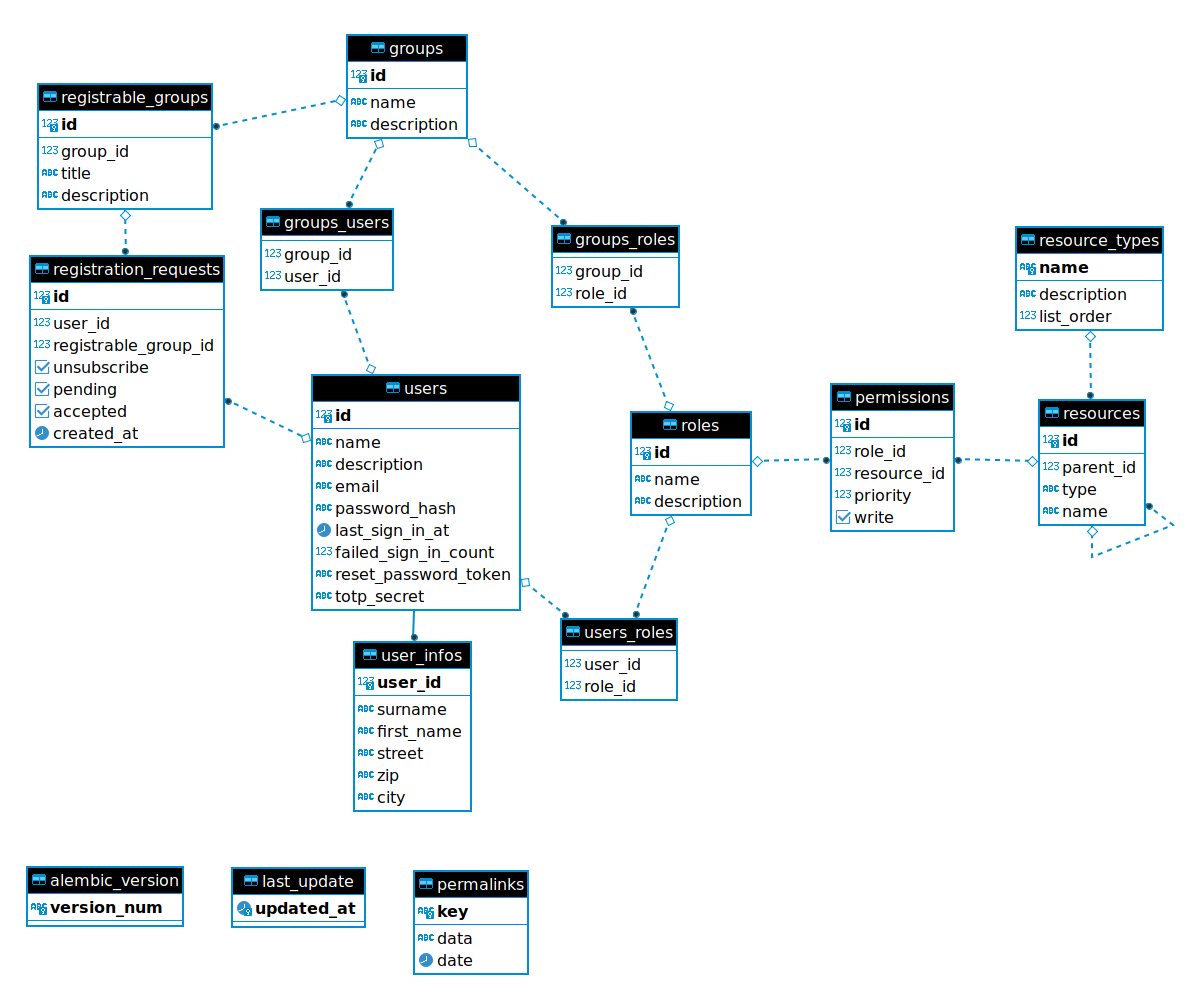 groups
id
name
description
registrable_groups
id
group_id
title
description
groups_users
group_id
user_id
groups_roles
group_id
role_id
resource_types
name
description
list_order
registration_requests
id
user_id
registrable_group_id
unsubscribe
pending
accepted
created_at
users
id
name
description
email
password_hash
last_sign_in_at
failed_sign_in_count
reset_password_token
totp_secret
roles
id
name
description
permissions
id
role_id
resource_id
priority
write
resources
id
parent_id
type
name
users_roles
user_id
role_id
user_infos
user_id
surname
first_name
street
zip
city
alembic_version
version_num
last_update
updated_at
permalinks
key
data
date